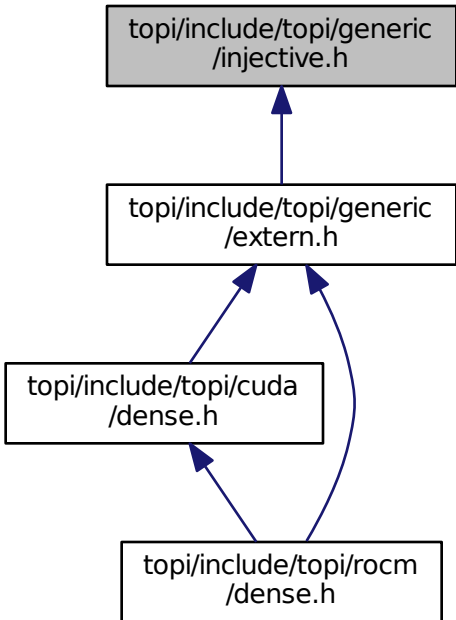 topi/include/topi/generic
/injective.h
topi/include/topi/generic
/extern.h
topi/include/topi/cuda
/dense.h
topi/include/topi/rocm
/dense.h